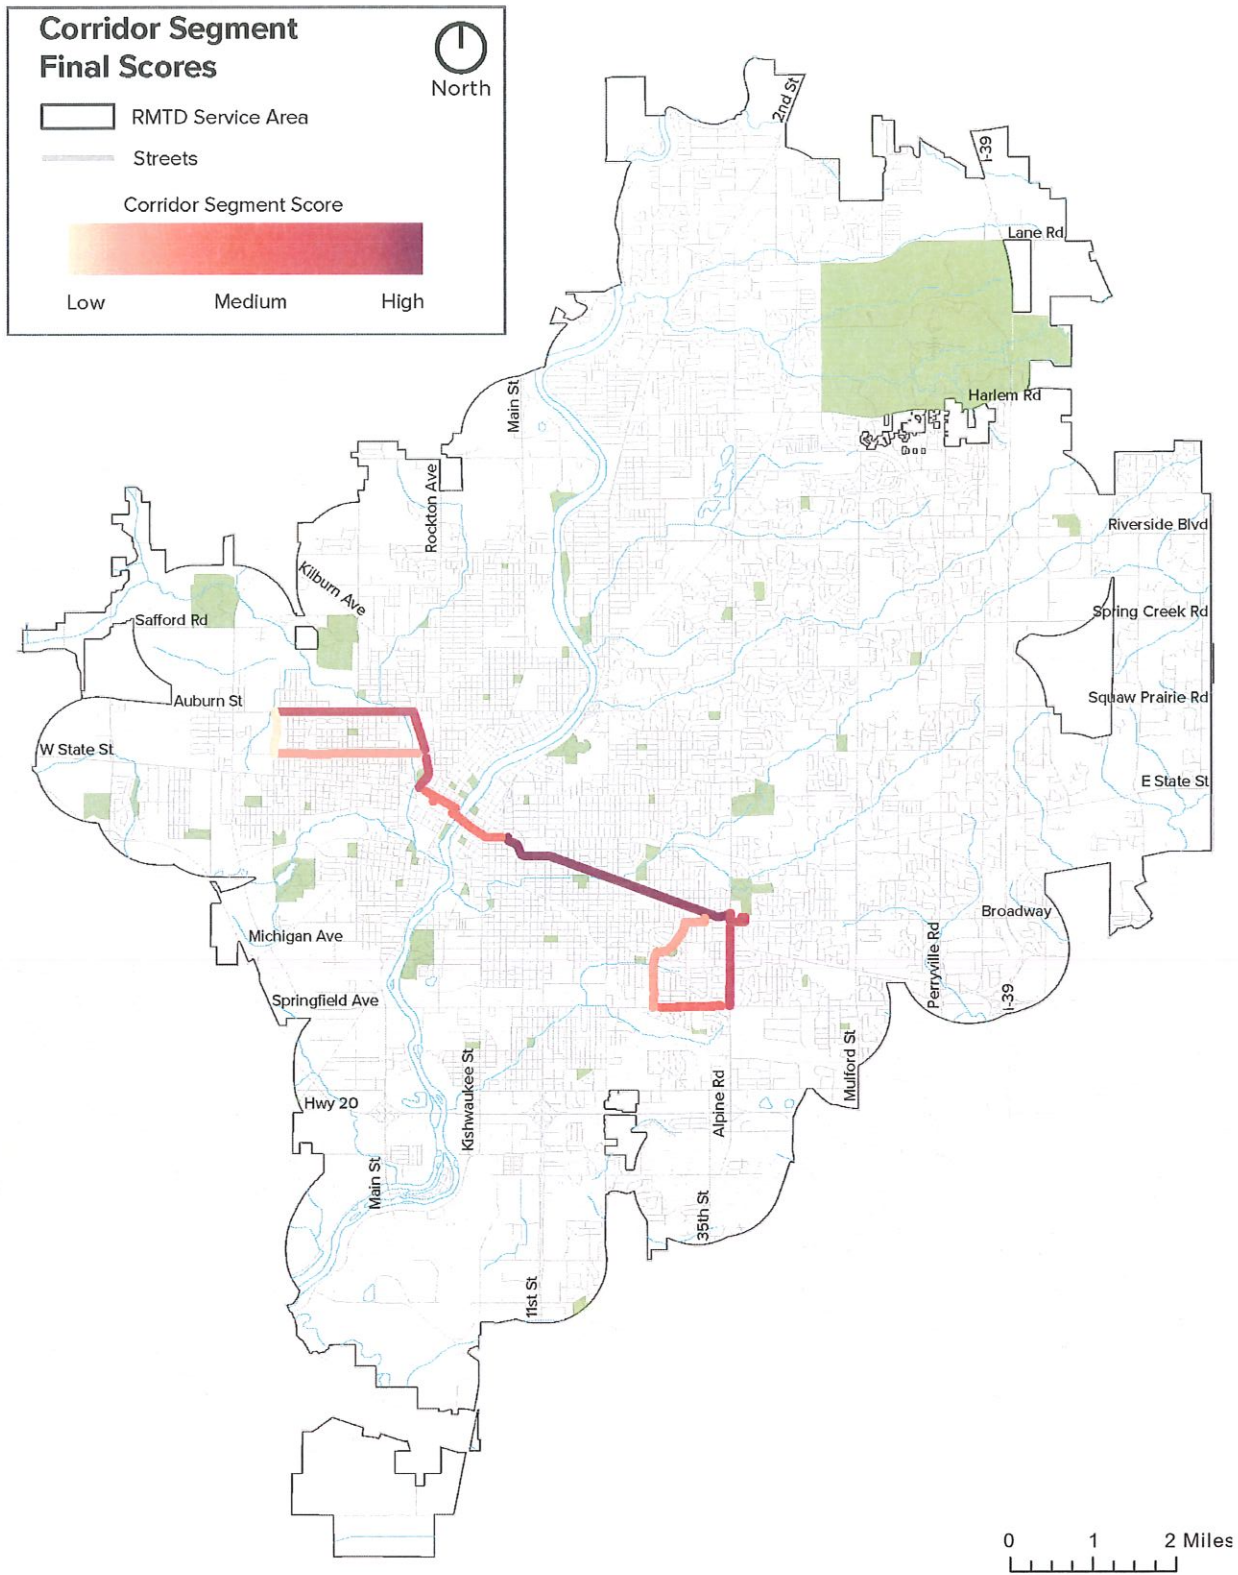 Corridor Segment
Final Scores
North
RMTD Service Area
Streets
Corridor Segment Score
Low Medium High
2nd St
I-39
Lane Rd
Harlem Rd
Main St
Rockton Ave
Riverside Blvd
Kilburn Ave
Safford Rd
Spring Creek Rd
Auburn St
Squaw Prairie Rd
W State St
E State St
Broadway
Michigan Ave
Perryville Rd
Springfield Ave
I-39
Kishwaukee St
Mulford St
Hwy 20
Alpine Rd
Main St
35th St
11st St
0 1 2 Miles